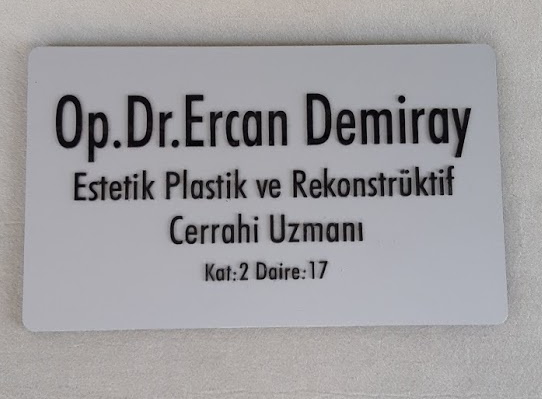 Op.Dr.Ercan Demiray
Estetik Plastik ve Rekonstrüktif
Cerrahi Uzmanı
Kat:2 Daire:17